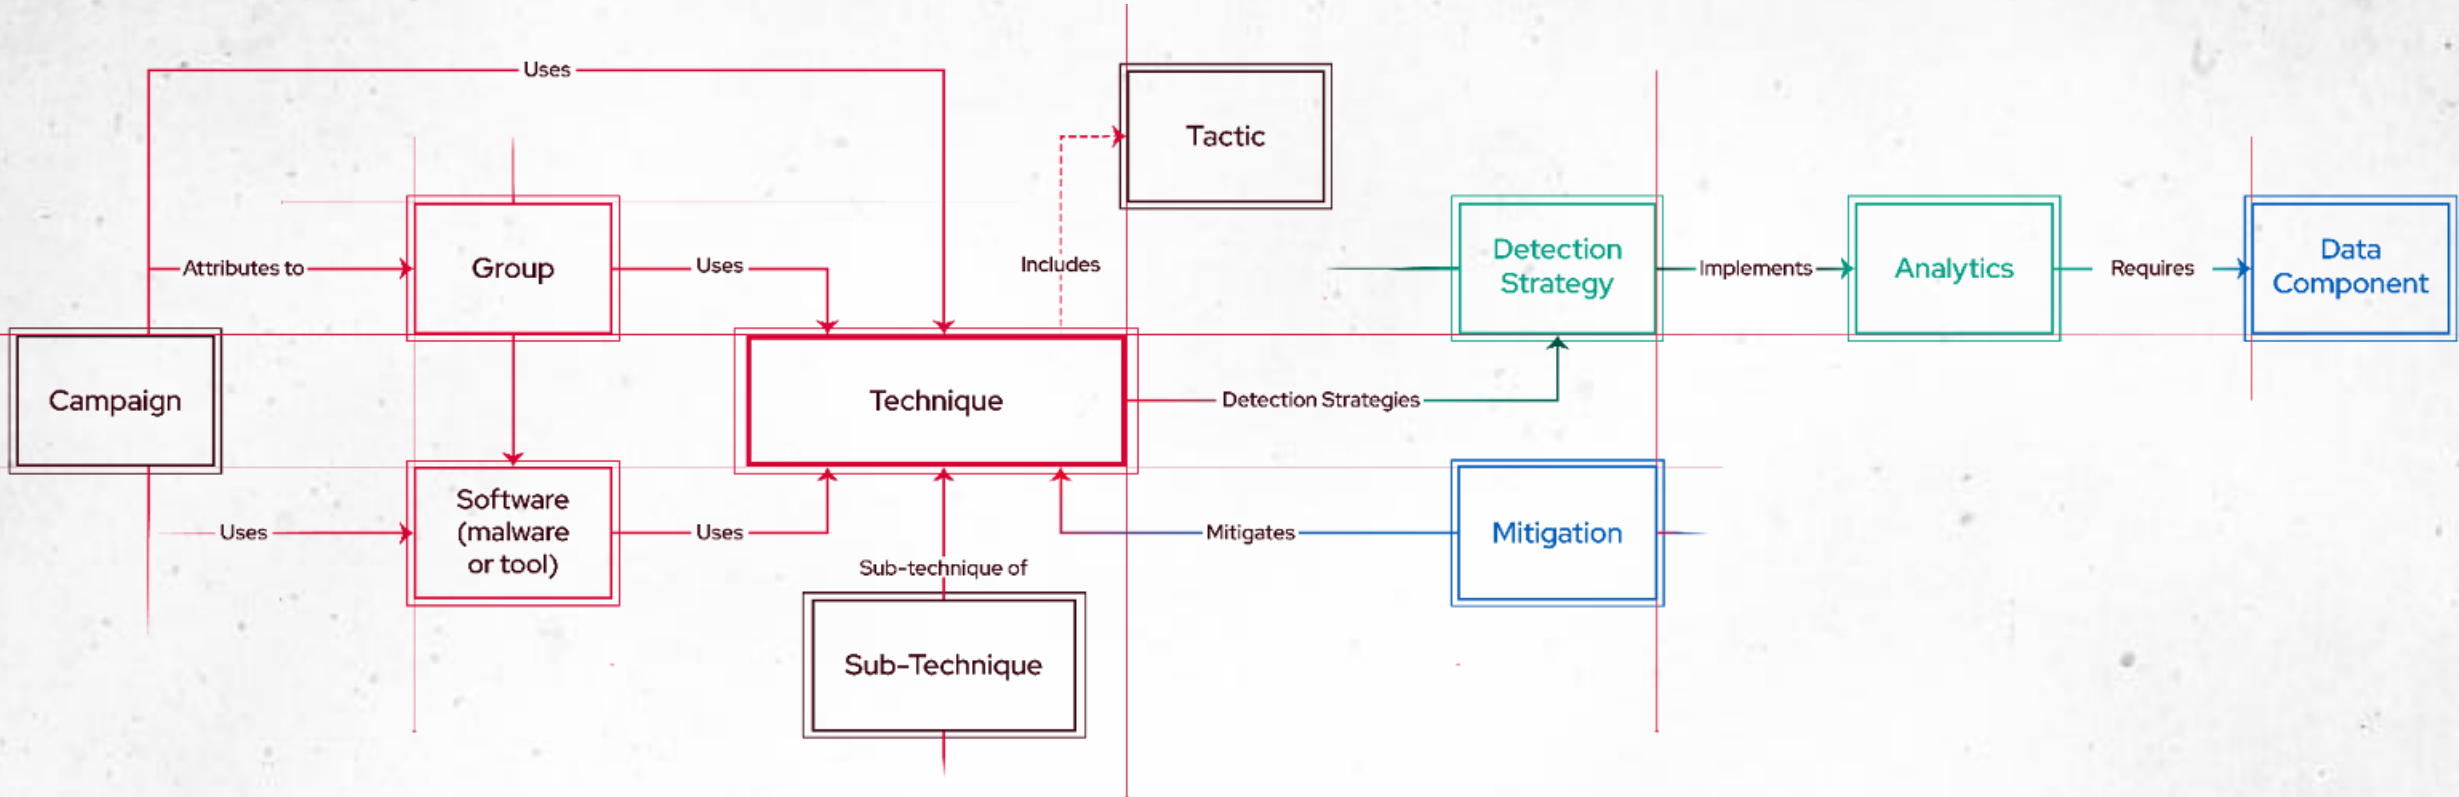 Uses
Tactic
Attributes to
Group
Uses
Includes
Detection
Strategy
Implements
Analytics
Requires
Data
Component
Campaign
Technique
Detection Strategies
Uses
Software
(malware
or tool)
Uses
Mitigates
Mitigation
Sub-technique of
Sub-Technique